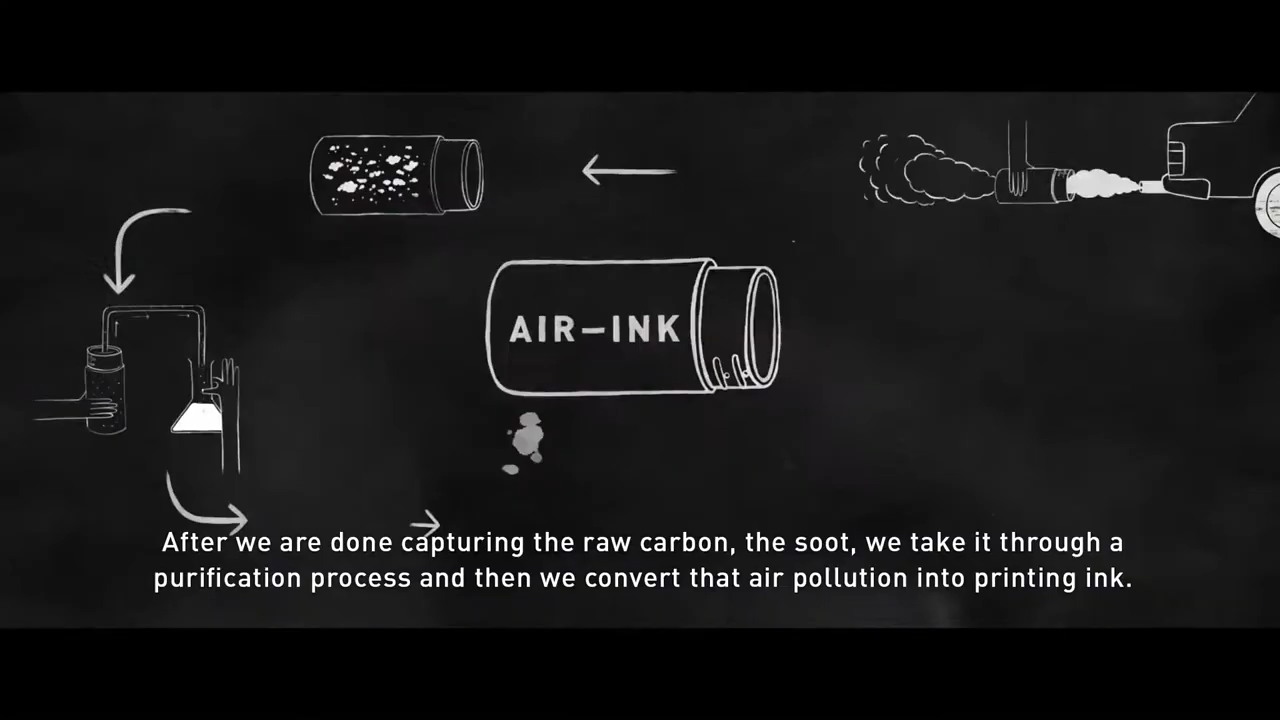 AIR–INK
After we are done capturing the raw carbon, the soot, we take it through a
purification process and then we convert that air pollution into printing ink.